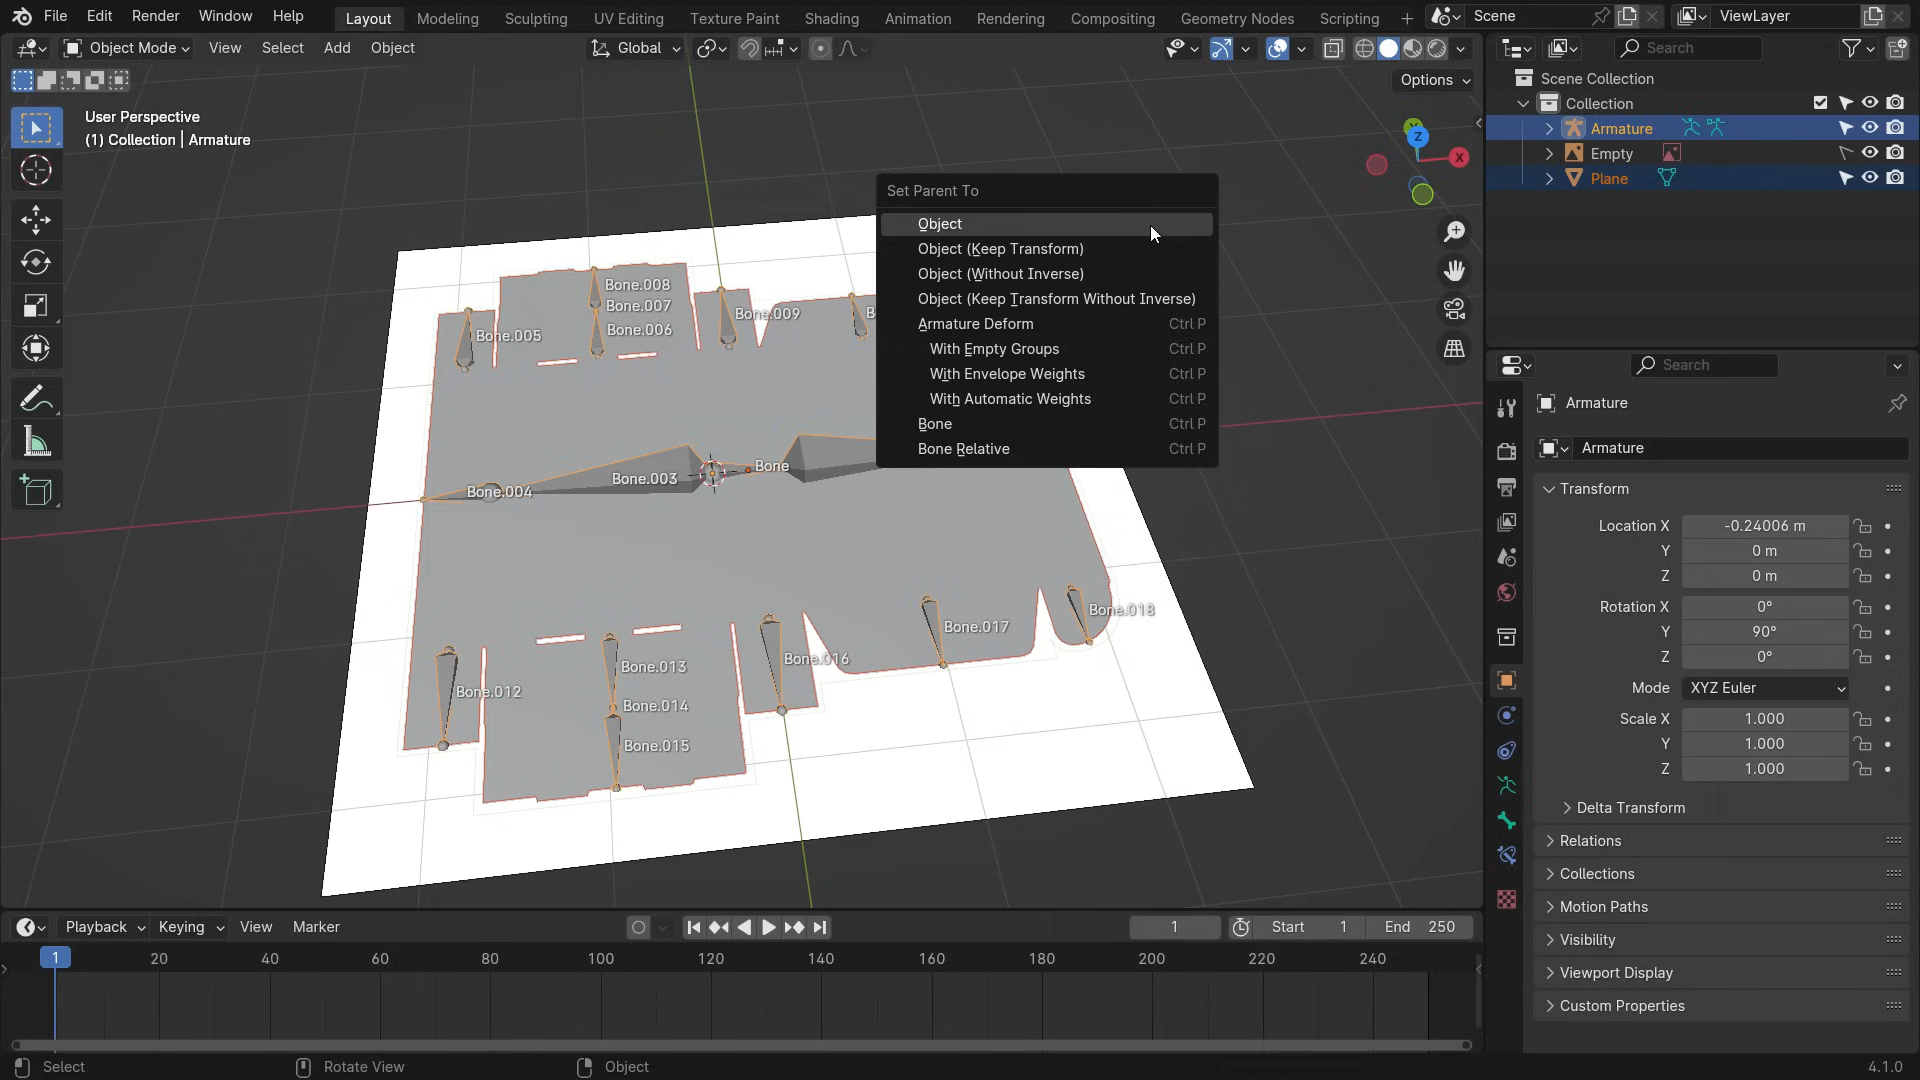 File Edit Render Window Help Layout Modeling Sculpting UV Editing Texture Paint Shading Animation Rendering Compositing Geometry Nodes Scripting + Scene ViewLayer
Object Mode View Select Add Object Global Search
Options
User Perspective
(1) Collection | Armature
Scene Collection
Collection
Armature
Empty
Plane
Z
X
Set Parent To
Object
Object (Keep Transform)
Object (Without Inverse)
Object (Keep Transform Without Inverse)
Armature Deform Ctrl P
With Empty Groups Ctrl P
With Envelope Weights Ctrl P
With Automatic Weights Ctrl P
Bone Ctrl P
Bone Relative Ctrl P
Bone.008
Bone.007
Bone.006
Bone.005
Bone.009
B
Bone
Bone.003
Bone.004
Bone.018
Bone.017
Bone.016
Bone.013
Bone.012
Bone.014
Bone.015
Search
Armature
Armature
Transform
Location X -0.24006 m
Y 0 m
Z 0 m
Rotation X 0°
Y 90°
Z 0°
Mode XYZ Euler
Scale X 1.000
Y 1.000
Z 1.000
Delta Transform
Relations
Collections
Motion Paths
Visibility
Viewport Display
Custom Properties
Playback Keying View Marker 1 Start 1 End 250
1 20 40 60 80 100 120 140 160 180 200 220 240
Select Rotate View Object 4.1.0